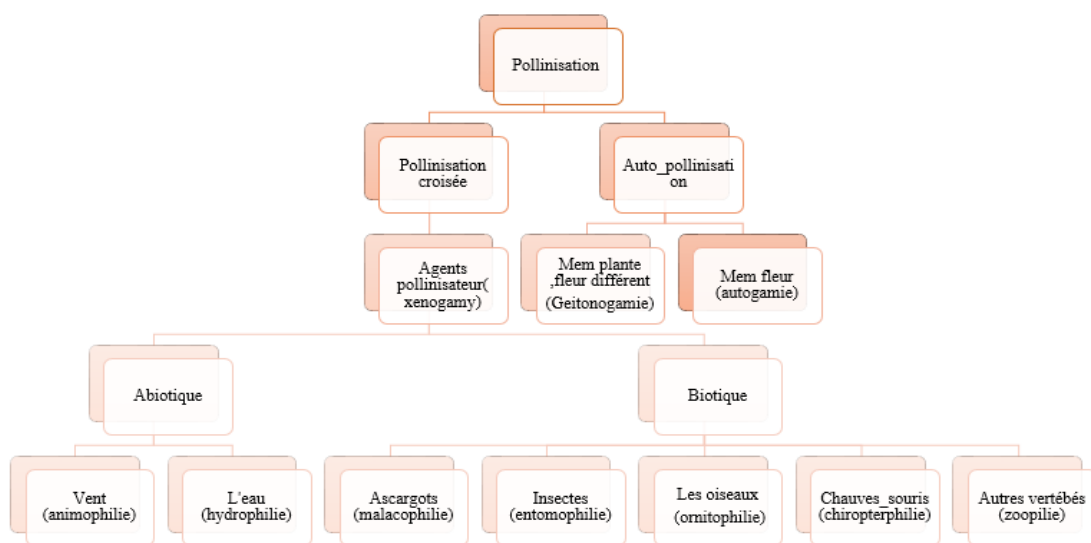 Pollinisation
Pollinisation
croisée
Auto_pollinisati
on
Agents
pollinisateur(
xenogamy)
Mem plante
,fleur différent
(Geitonogamie)
Mem fleur
(autogamie)
Abiotique
Biotique
Vent
(animophilie)
L'eau
(hydrophilie)
Ascargots
(malacophilie)
Insectes
(entomophilie)
Les oiseaux
(ornitophilie)
Chauves_souris
(chiropterphilie)
Autres vertébés
(zoopilie)